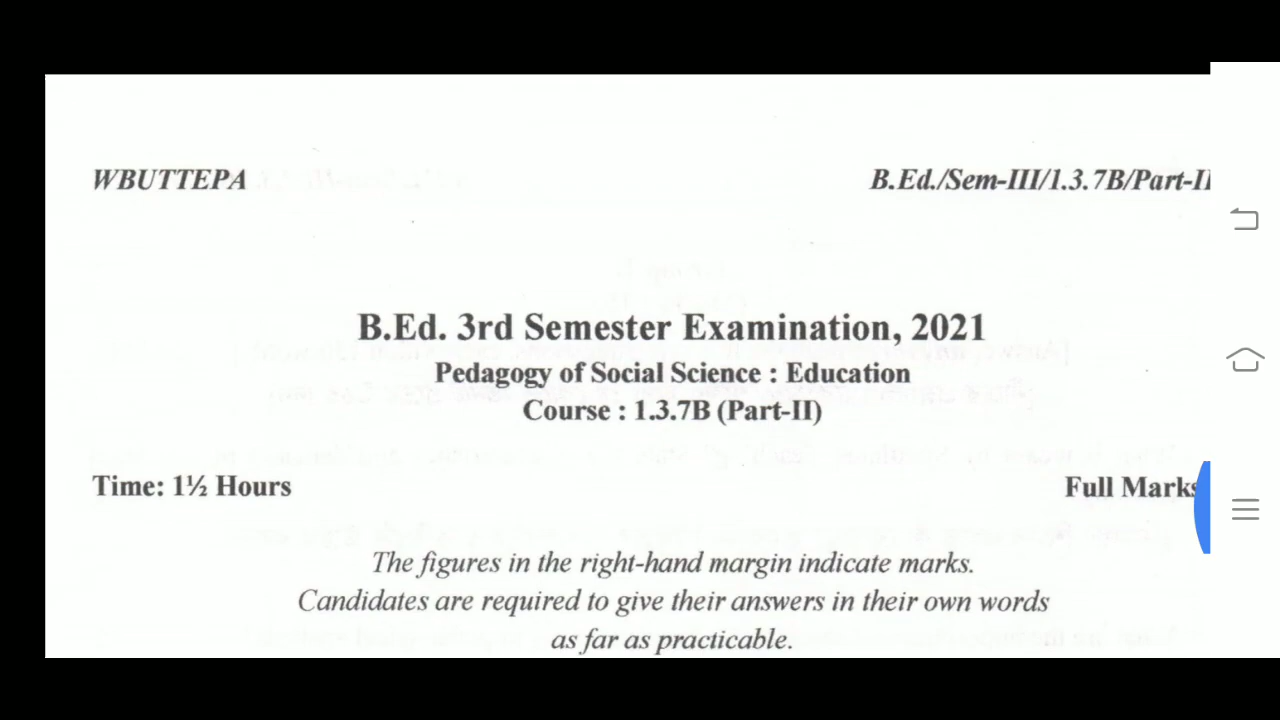 WBUTTEPA
B.Ed./Sem-III/1.3.7B/Part-II
B.Ed. 3rd Semester Examination, 2021
Pedagogy of Social Science : Education
Course : 1.3.7B (Part-II)
Time: 1½ Hours
Full Marks
The figures in the right-hand margin indicate marks.
Candidates are required to give their answers in their own words
as far as practicable.